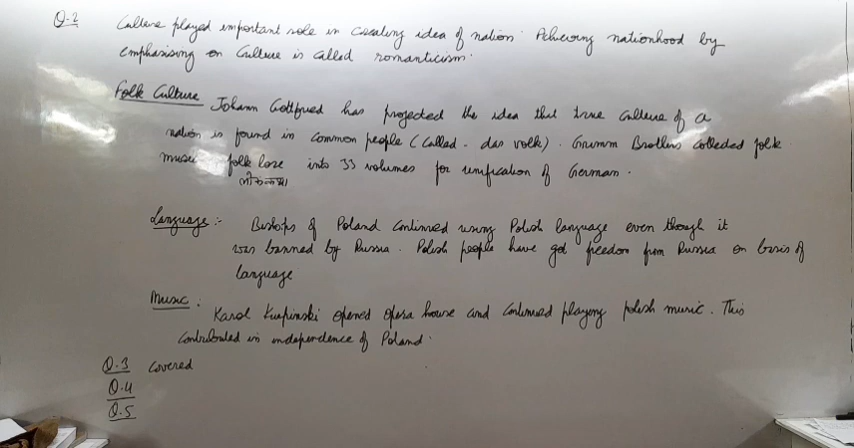 Q.2 Culture played important role in creating idea of nation. Achieving nationhood by
emphasising on Culture is called romanticism.
Folk Culture Johann Gottfried has projected the idea that true culture of a
nation is found in common people (called - das volk). Grimm Brothers collected folk
music folk lore into 33 volumes for unification of German.
लोककथा
Language :- Bishops of Poland continued using Polish language even though it
was banned by Russia. Polish people have got freedom from Russia on basis of
language
Music. Karol Kurpinski opened opera house and continued playing polish music. This
contributed in independence of Poland.
Q.3 covered
Q.4
Q.5